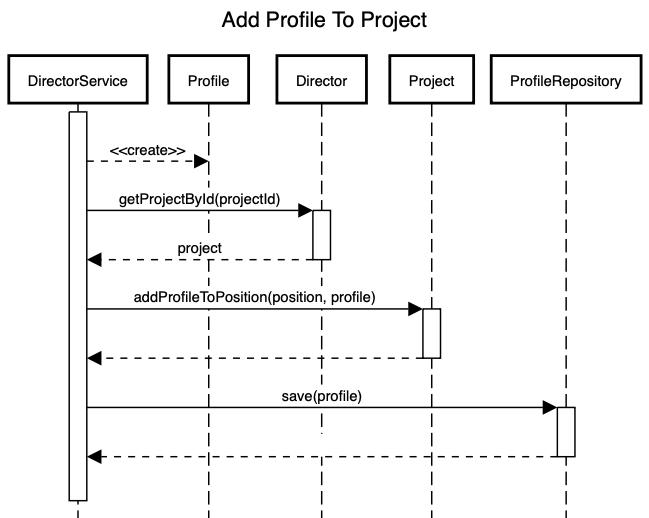 Add Profile To Project
DirectorService
Profile
Director
Project
ProfileRepository
<<create>>
getProjectById(projectId)
project
addProfileToPosition(position, profile)
save(profile)